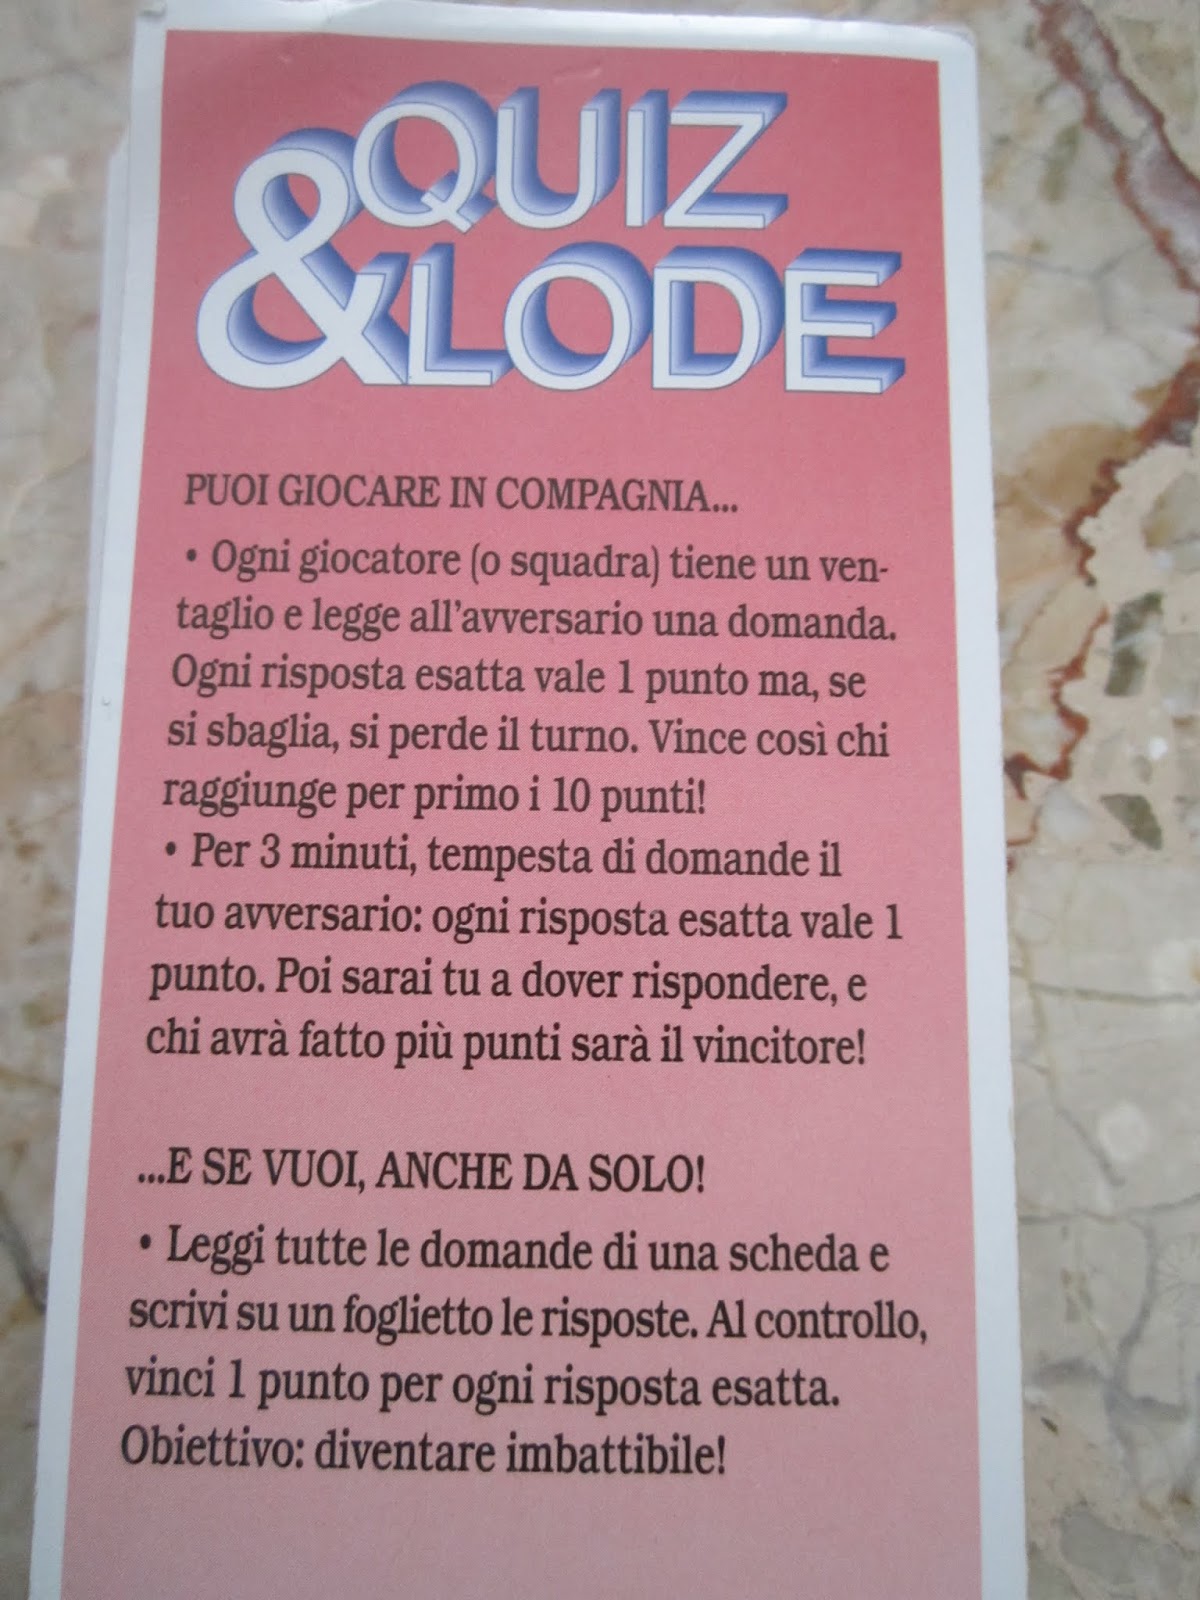 QUIZ
& LODE
PUOI GIOCARE IN COMPAGNIA...
• Ogni giocatore (o squadra) tiene un ven-
taglio e legge all'avversario una domanda.
Ogni risposta esatta vale 1 punto ma, se
si sbaglia, si perde il turno. Vince così chi
raggiunge per primo i 10 punti!
• Per 3 minuti, tempesta di domande il
tuo avversario: ogni risposta esatta vale 1
punto. Poi sarai tu a dover rispondere, e
chi avrà fatto più punti sarà il vincitore!
...E SE VUOI, ANCHE DA SOLO!
• Leggi tutte le domande di una scheda e
scrivi su un foglietto le risposte. Al controllo,
vinci 1 punto per ogni risposta esatta.
Obiettivo: diventare imbattibile!